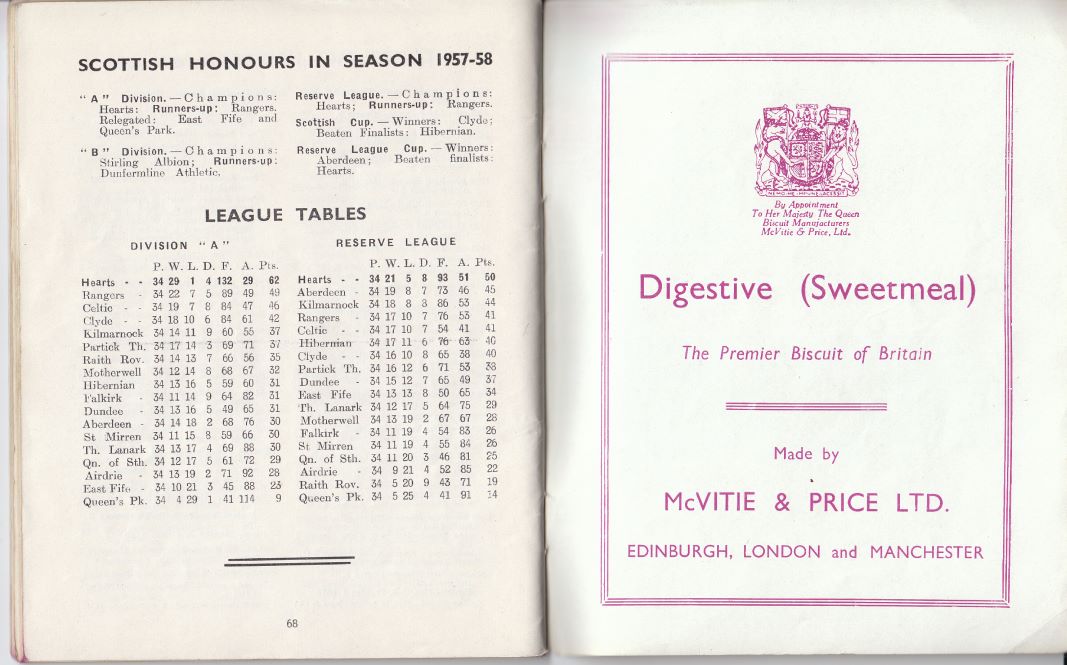 SCOTTISH HONOURS IN SEASON 1957-58
" A " Division. — Champions:
Hearts: Runners-up: Rangers.
Relegated: East Fife and
Queen's Park.
" B " Division. — Champions:
Stirling Albion; Runners-up:
Dunfermline Athletic.
Reserve League. — Champions:
Hearts; Runners-up: Rangers.
Scottish Cup. — Winners: Clyde;
Beaten Finalists: Hibernian.
Reserve League Cup. — Winners:
Aberdeen; Beaten finalists:
Hearts.
LEAGUE TABLES
DIVISION " A "
P. W. L. D. F. A. Pts.
Hearts - - 34 29 1 4 132 29 62
Rangers - 34 22 7 5 89 49 49
Celtic - - 34 19 7 8 84 47 46
Clyde - - 34 18 10 6 84 61 42
Kilmarnock 34 14 11 9 60 55 37
Partick Th. 34 17 14 3 69 71 37
Raith Rov. 34 14 13 7 66 56 35
Motherwell 34 12 14 8 68 67 32
Hibernian 34 13 16 5 59 60 31
Falkirk - 34 11 14 9 64 82 31
Dundee - 34 13 16 5 49 65 31
Aberdeen - 34 14 18 2 68 76 30
St Mirren 34 11 15 8 59 66 30
Th. Lanark 34 13 17 4 69 88 30
Qn. of Sth. 34 12 17 5 61 72 29
Airdrie - 34 13 19 2 71 92 28
East Fife - 34 10 21 3 45 88 23
Queen's Pk. 34 4 29 1 41 114 9
RESERVE LEAGUE
P. W. L. D. F. A. Pts.
Hearts - - 34 21 5 8 93 51 50
Aberdeen - 34 19 8 7 73 46 45
Kilmarnock 34 18 8 8 86 53 44
Rangers - 34 17 10 7 76 53 41
Celtic - - 34 17 10 7 54 41 41
Hibernian 34 17 11 6 76 63 40
Clyde - - 34 16 10 8 65 38 40
Partick Th. 34 16 12 6 71 53 38
Dundee - 34 15 12 7 65 49 37
East Fife 34 13 13 8 50 65 34
Th. Lanark 34 12 17 5 64 75 29
Motherwell 34 13 19 2 67 67 28
Falkirk - 34 11 19 4 54 83 26
St Mirren 34 11 19 4 55 84 26
Qn. of Sth. 34 11 20 3 46 81 25
Airdrie - 34 9 21 4 52 85 22
Raith Rov. 34 5 20 9 43 71 19
Queen's Pk. 34 5 25 4 41 91 14
68
NEMO ME IMPUNE LACESSIT
By Appointment
To Her Majesty The Queen
Biscuit Manufacturers
McVitie & Price, Ltd.
Digestive (Sweetmeal)
The Premier Biscuit of Britain
Made by
McVITIE & PRICE LTD.
EDINBURGH, LONDON and MANCHESTER